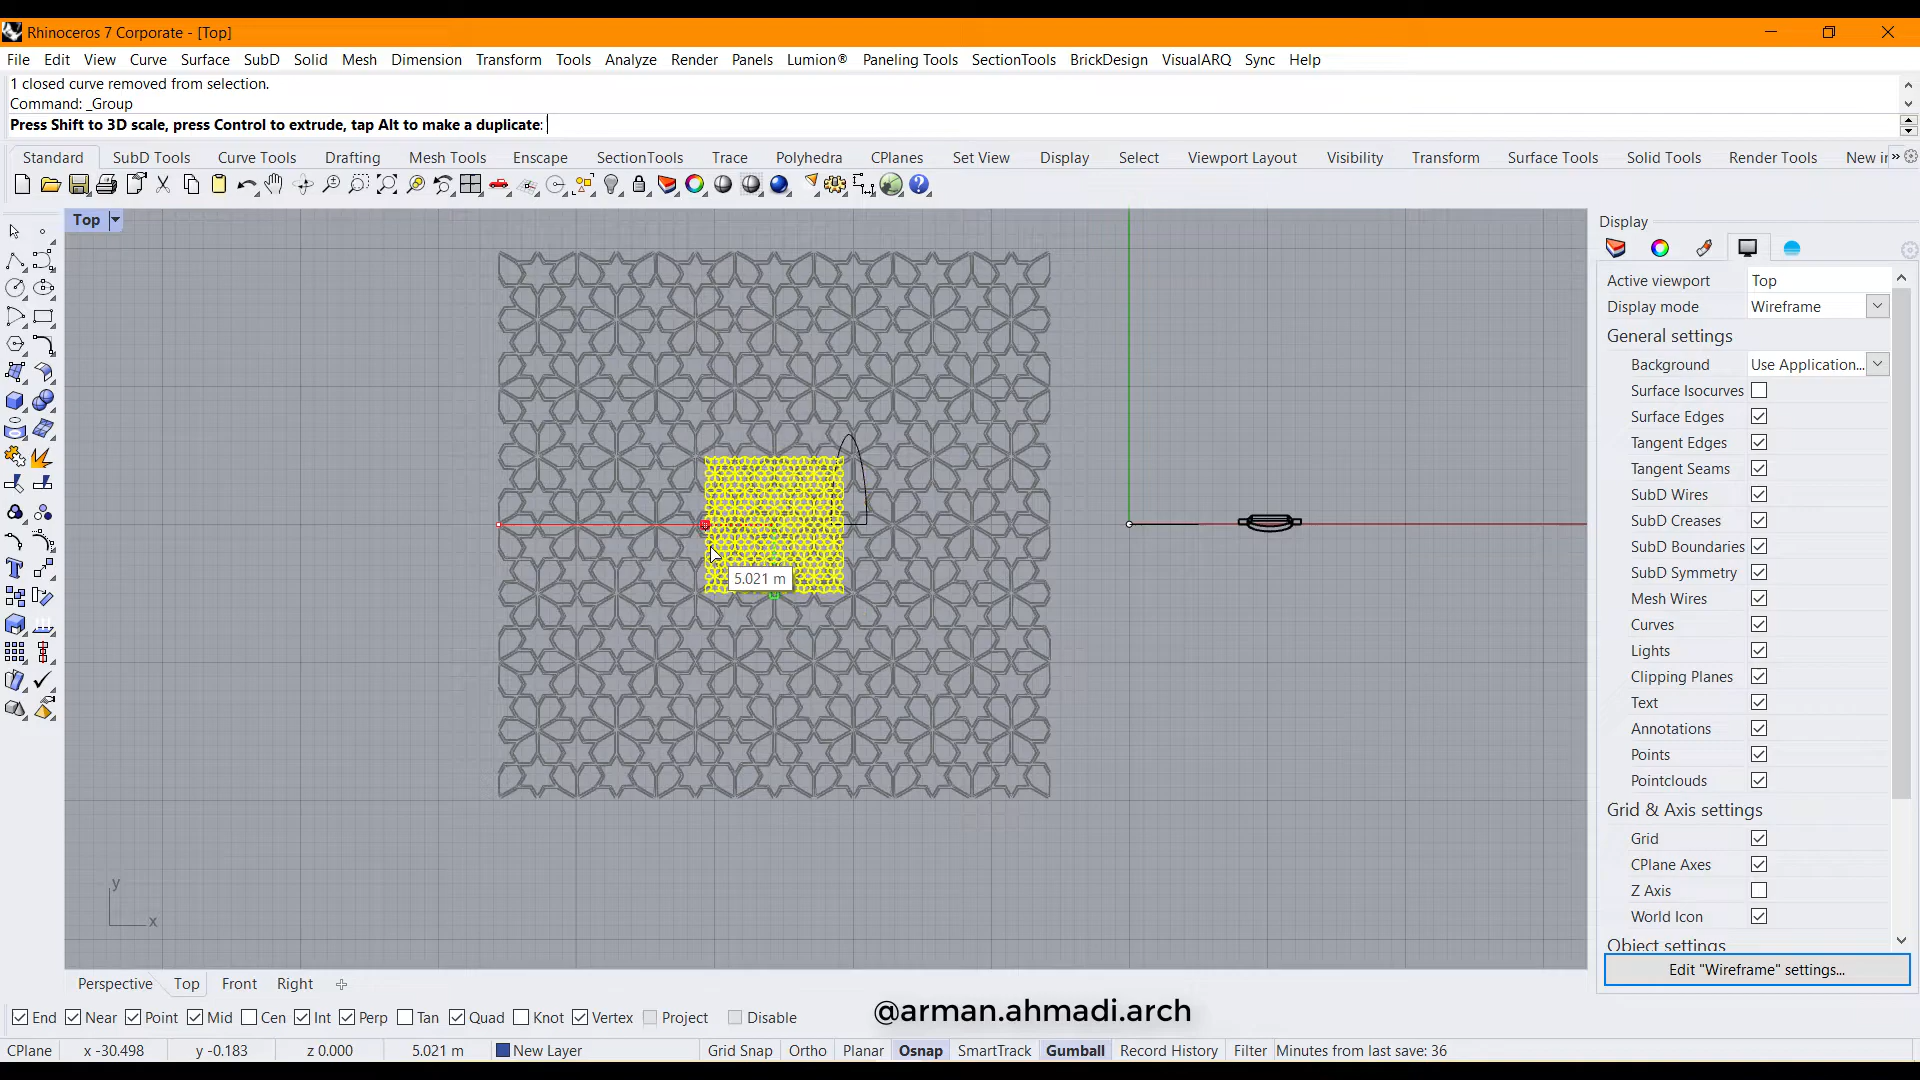 Rhinoceros 7 Corporate - [Top]
File Edit View Curve Surface SubD Solid Mesh Dimension Transform Tools Analyze Render Panels Lumion® Paneling Tools SectionTools BrickDesign VisualARQ Sync Help
1 closed curve removed from selection.
Command: _Group
Press Shift to 3D scale, press Control to extrude, tap Alt to make a duplicate:
Standard SubD Tools Curve Tools Drafting Mesh Tools Enscape SectionTools Trace Polyhedra CPlanes Set View Display Select Viewport Layout Visibility Transform Surface Tools Solid Tools Render Tools New i
Top
Display
Active viewport Top
Display mode Wireframe
General settings
Background Use Application...
Surface Isocurves
Surface Edges
Tangent Edges
Tangent Seams
SubD Wires
SubD Creases
SubD Boundaries
SubD Symmetry
Mesh Wires
Curves
Lights
Clipping Planes
Text
Annotations
Points
Pointclouds
Grid & Axis settings
Grid
CPlane Axes
Z Axis
World Icon
Object settings
Edit "Wireframe" settings...
5.021 m
y
x
Perspective Top Front Right
@arman.ahmadi.arch
End Near Point Mid Cen Int Perp Tan Quad Knot Vertex Project Disable
CPlane x -30.498 y -0.183 z 0.000 5.021 m New Layer Grid Snap Ortho Planar Osnap SmartTrack Gumball Record History Filter Minutes from last save: 36